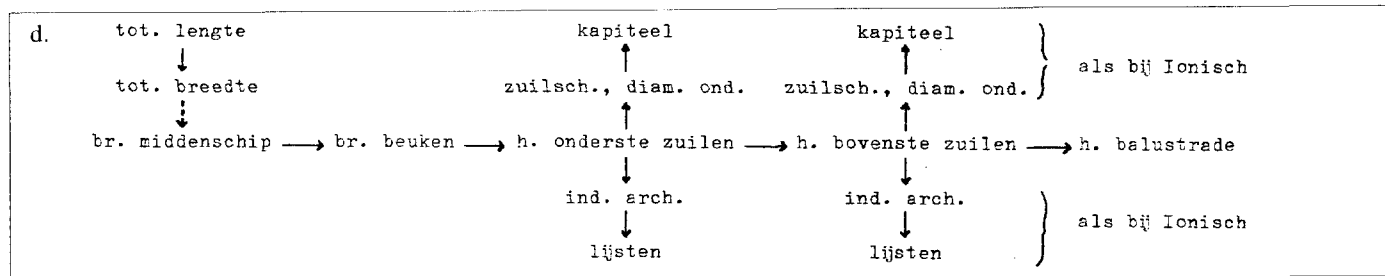 d. tot. lengte kapiteel kapiteel
als bij Ionisch
tot. breedte zuilsch., diam. ond. zuilsch., diam. ond.
br. middenschip br. beuken h. onderste zuilen h. bovenste zuilen h. balustrade
ind. arch. ind. arch.
als bij Ionisch
lijsten lijsten